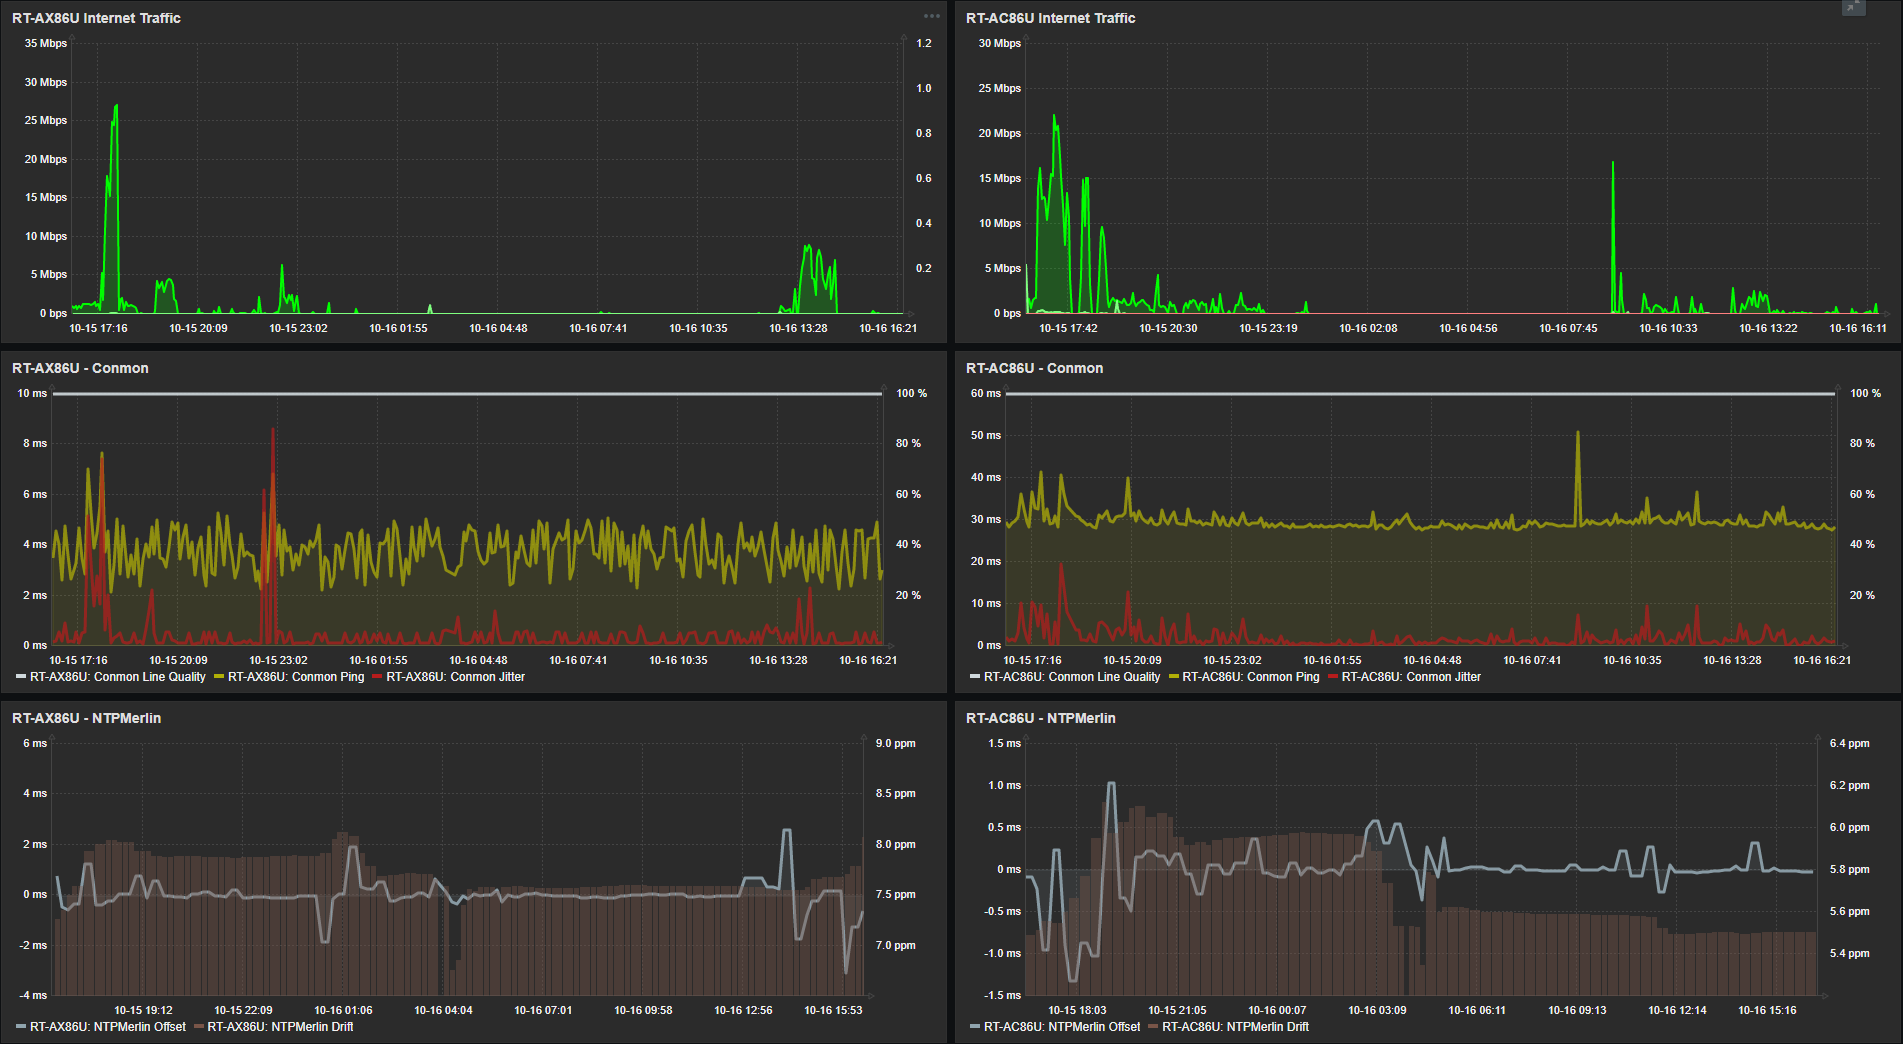 RT-AX86U Internet Traffic
35 Mbps
30 Mbps
25 Mbps
20 Mbps
15 Mbps
10 Mbps
5 Mbps
0 bps
1.2
1.0
0.8
0.6
0.4
0.2
10-15 17:16 10-15 20:09 10-15 23:02 10-16 01:55 10-16 04:48 10-16 07:41 10-16 10:35 10-16 13:28 10-16 16:21
RT-AC86U Internet Traffic
30 Mbps
25 Mbps
20 Mbps
15 Mbps
10 Mbps
5 Mbps
0 bps
10-15 17:42 10-15 20:30 10-15 23:19 10-16 02:08 10-16 04:56 10-16 07:45 10-16 10:33 10-16 13:22 10-16 16:11
RT-AX86U - Conmon
10 ms
8 ms
6 ms
4 ms
2 ms
0 ms
100 %
80 %
60 %
40 %
20 %
10-15 17:16 10-15 20:09 10-15 23:02 10-16 01:55 10-16 04:48 10-16 07:41 10-16 10:35 10-16 13:28 10-16 16:21
RT-AX86U: Conmon Line Quality RT-AX86U: Conmon Ping RT-AX86U: Conmon Jitter
RT-AC86U - Conmon
60 ms
50 ms
40 ms
30 ms
20 ms
10 ms
0 ms
100 %
80 %
60 %
40 %
20 %
10-15 17:16 10-15 20:09 10-15 23:02 10-16 01:55 10-16 04:48 10-16 07:41 10-16 10:35 10-16 13:28 10-16 16:21
RT-AC86U: Conmon Line Quality RT-AC86U: Conmon Ping RT-AC86U: Conmon Jitter
RT-AX86U - NTPMerlin
6 ms
4 ms
2 ms
0 ms
-2 ms
-4 ms
9.0 ppm
8.5 ppm
8.0 ppm
7.5 ppm
7.0 ppm
10-15 19:12 10-15 22:09 10-16 01:06 10-16 04:04 10-16 07:01 10-16 09:58 10-16 12:56 10-16 15:53
RT-AX86U: NTPMerlin Offset RT-AX86U: NTPMerlin Drift
RT-AC86U - NTPMerlin
1.5 ms
1.0 ms
0.5 ms
0 ms
-0.5 ms
-1.0 ms
-1.5 ms
6.4 ppm
6.2 ppm
6.0 ppm
5.8 ppm
5.6 ppm
5.4 ppm
10-15 18:03 10-15 21:05 10-16 00:07 10-16 03:09 10-16 06:11 10-16 09:13 10-16 12:14 10-16 15:16
RT-AC86U: NTPMerlin Offset RT-AC86U: NTPMerlin Drift